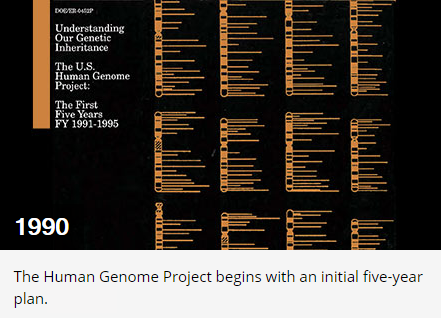 DOE/ER-0452P
Understanding
Our Genetic
Inheritance
The U.S.
Human Genome
Project:
The First
Five Years
FY 1991-1995
1990
The Human Genome Project begins with an initial five-year
plan.